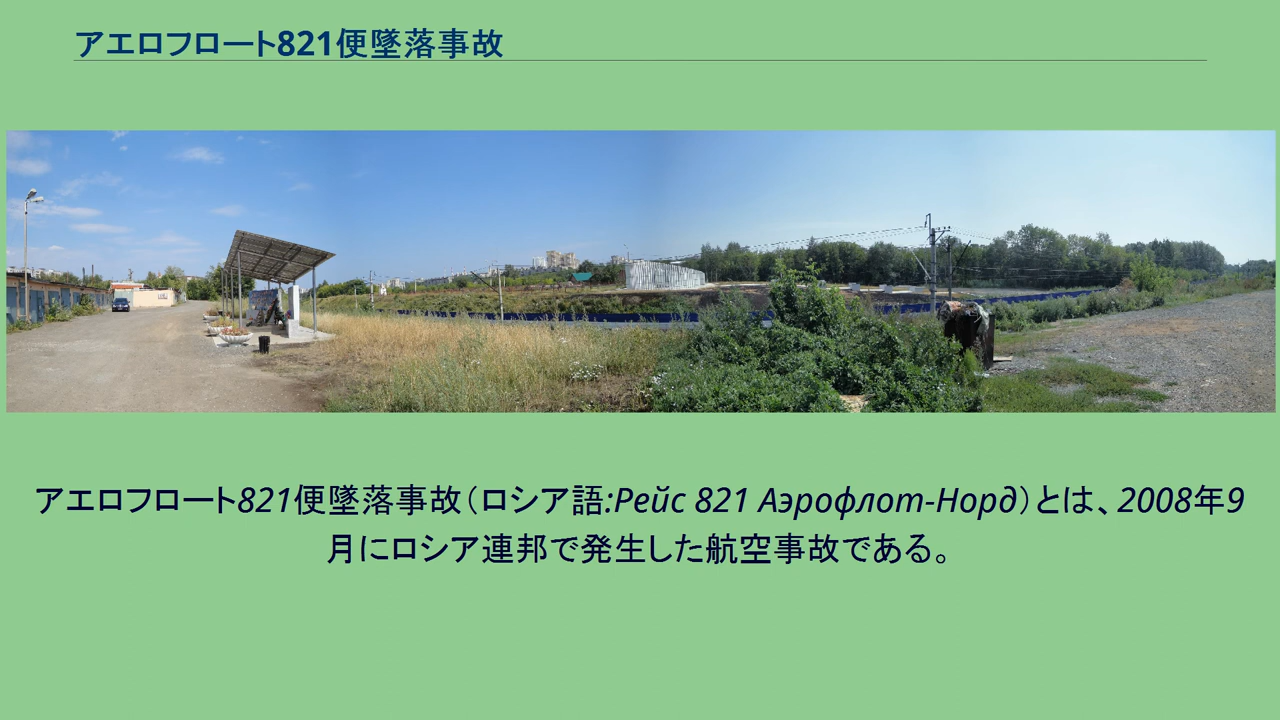 アエロフロート821便墜落事故
アエロフロート821便墜落事故（ロシア語:Рейс 821 Аэрофлот-Норд）とは、2008年9
月にロシア連邦で発生した航空事故である。